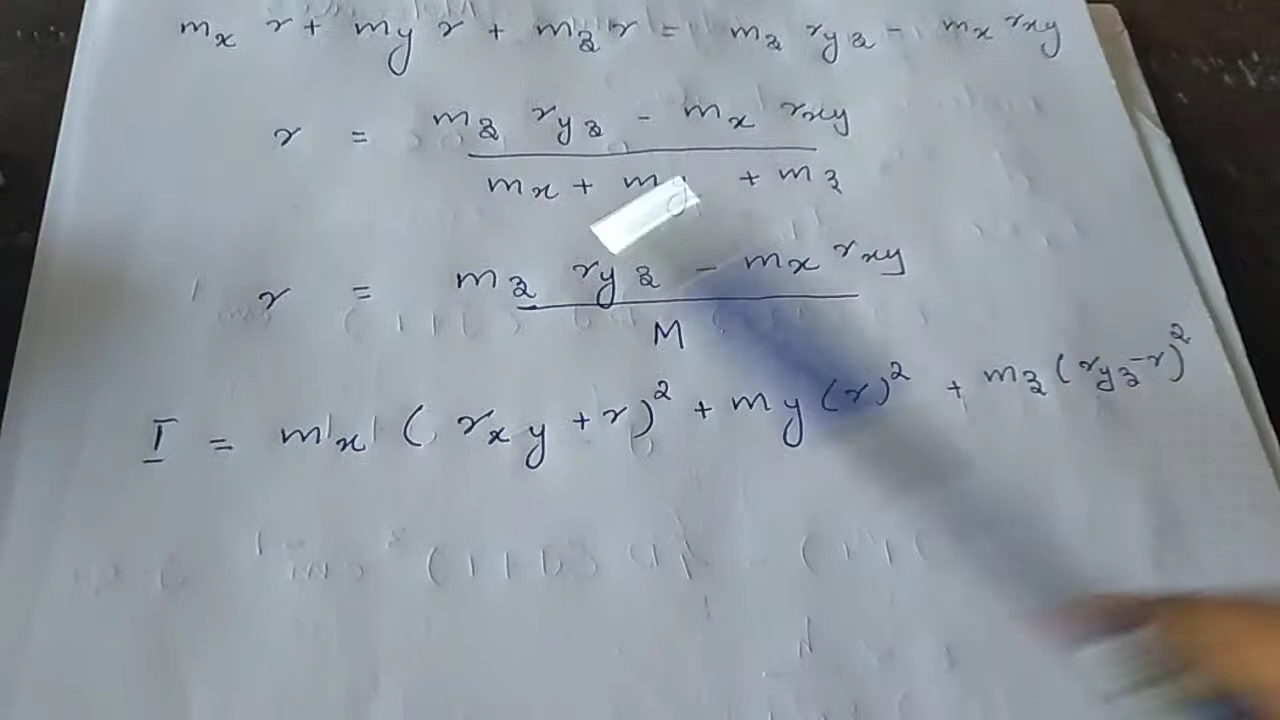 mx r + my r + mz r = mz ryz - mx rxy
r = mz ryz - mx rxy
mx + my + mz
r = mz ryz - mx rxy
M
I = mx ( rxy + r)² + my (r)² + mz (ryz - r)²